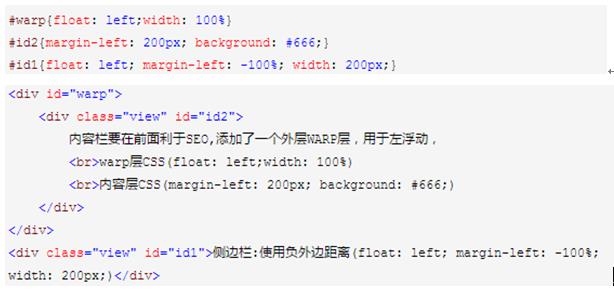 #warp{float: left;width: 100%}
#id2{margin-left: 200px; background: #666;}
#id1{float: left; margin-left: -100%; width: 200px;}
<div id="warp">
<div class="view" id="id2">
内容栏要在前面利于SEO,添加了一个外层WARP层，用于左浮动，
<br>warp层CSS(float: left;width: 100%)
<br>内容层CSS(margin-left: 200px; background: #666;)
</div>
</div>
<div class="view" id="id1">侧边栏:使用负外边距离(float: left; margin-left: -100%;
width: 200px;)</div>